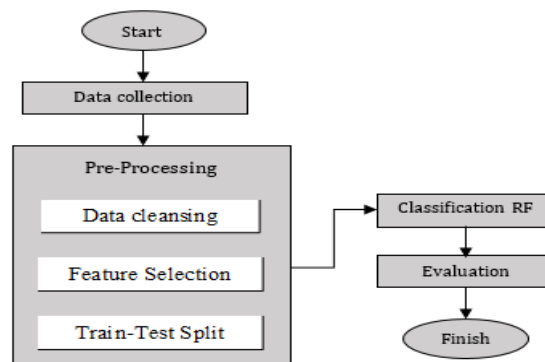 Start
Data collection
Pre-Processing
Data cleansing
Feature Selection
Train-Test Split
Classification RF
Evaluation
Finish